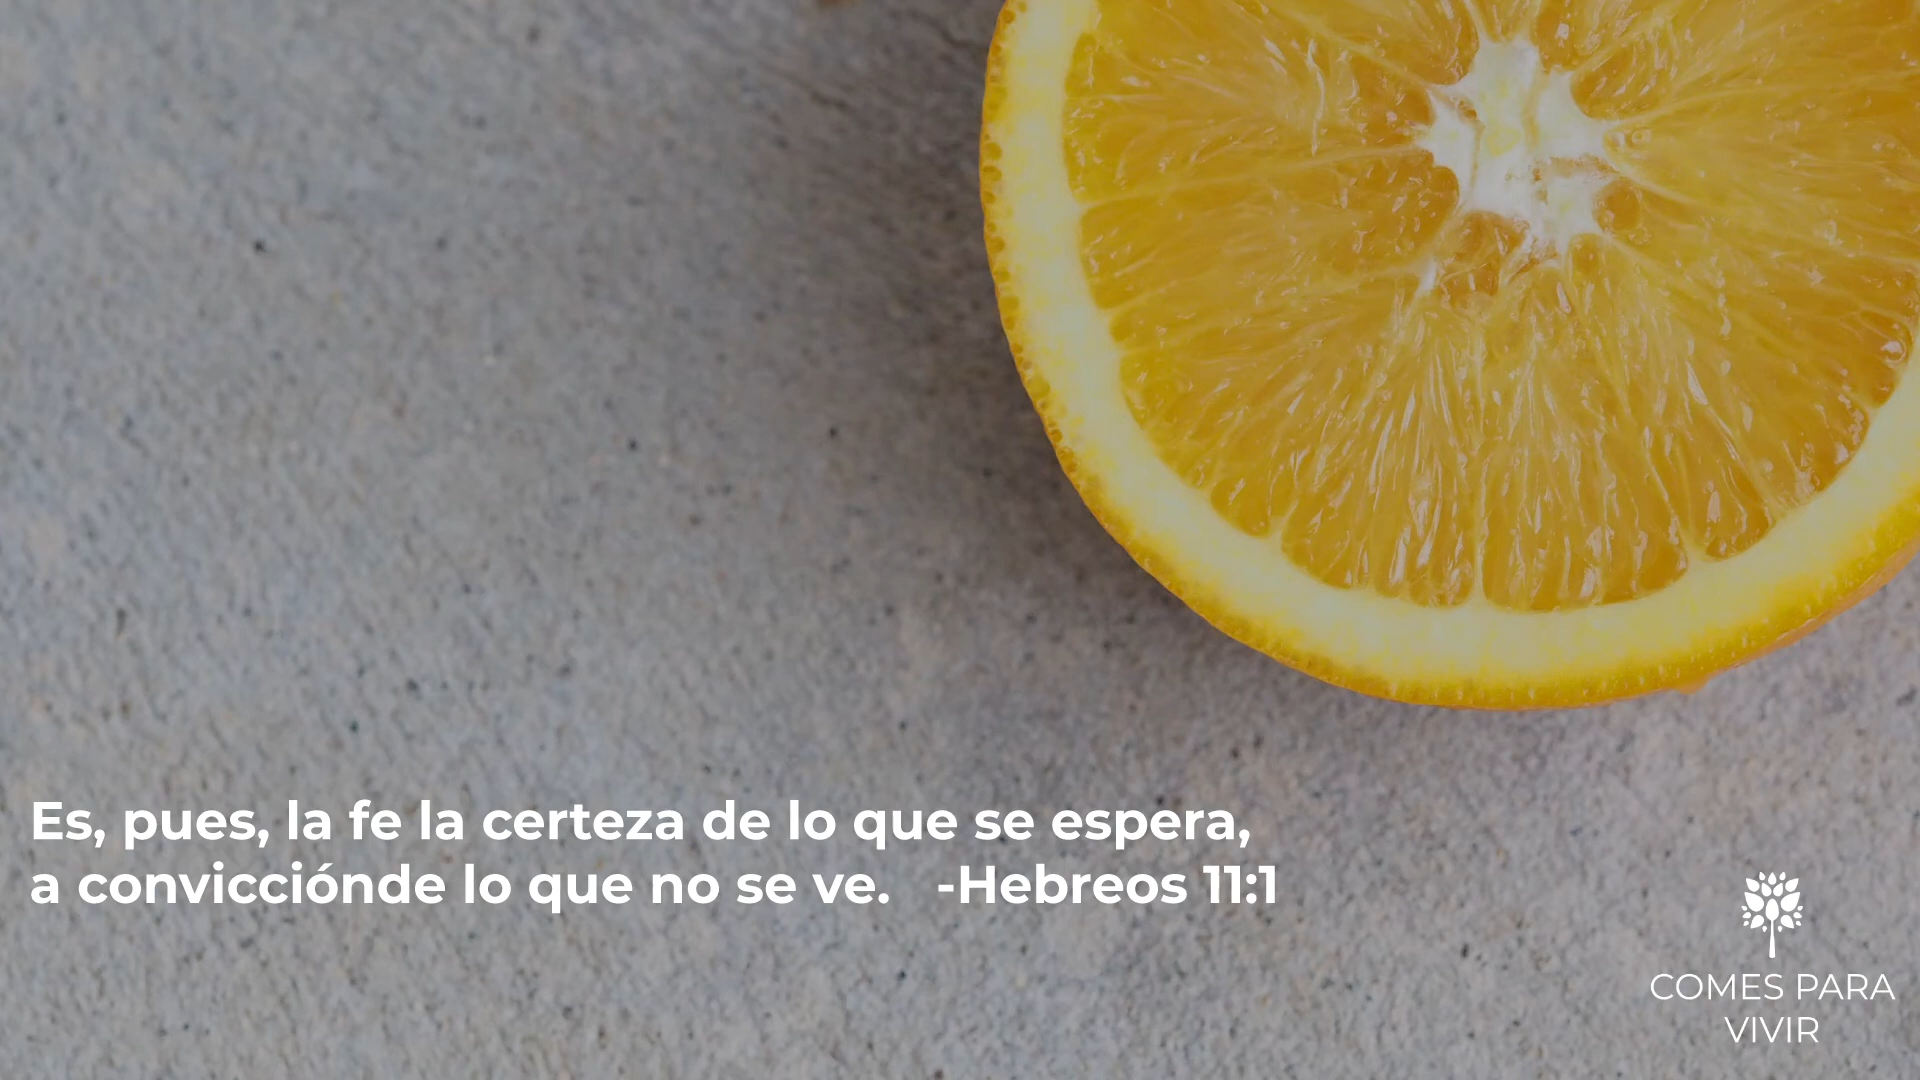 Es, pues, la fe la certeza de lo que se espera,
a convicciónde lo que no se ve. -Hebreos 11:1
COMES PARA
VIVIR